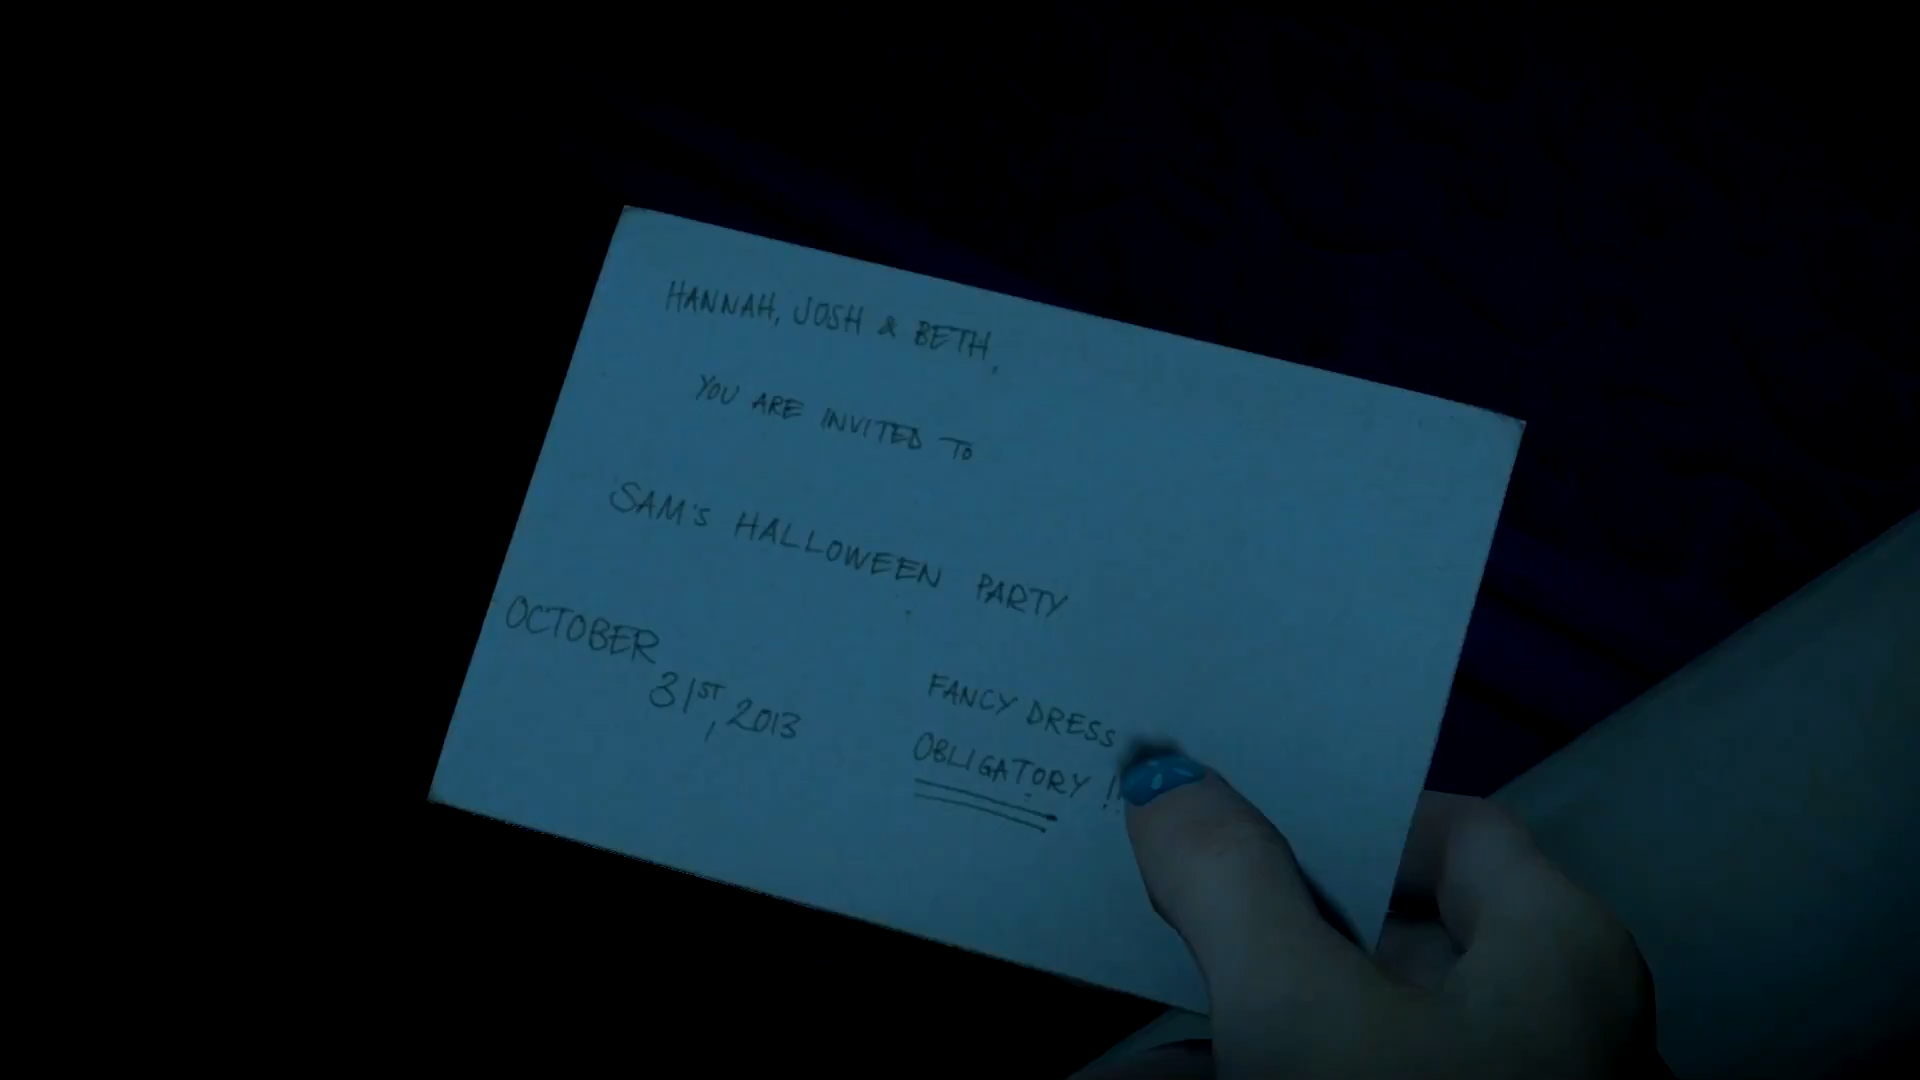 HANNAH, JOSH & BETH,
YOU ARE INVITED TO
SAM'S HALLOWEEN PARTY
OCTOBER
31ST, 2013
FANCY DRESS
OBLIGATORY !!